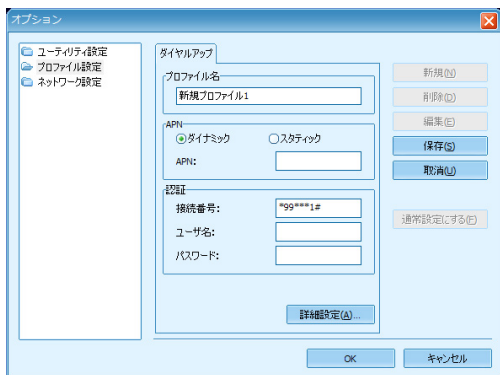 オプション
ユーティリティ設定
プロファイル設定
ネットワーク設定
ダイヤルアップ
プロファイル名
新規プロファイル1
APN
ダイナミック
スタティック
APN:
認証
接続番号:
*99***1#
ユーザ名:
パスワード:
詳細設定(A)...
新規(N)
削除(D)
編集(E)
保存(S)
取消(U)
通常設定にする(F)
OK
キャンセル